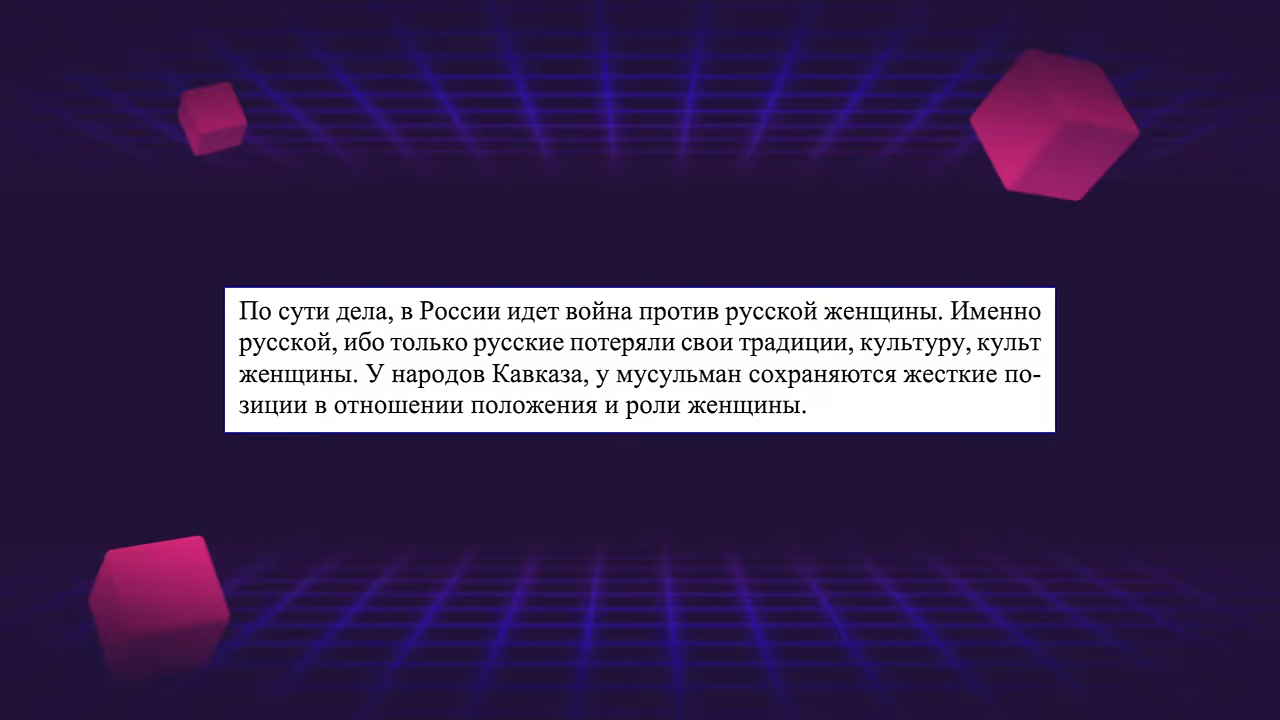 По сути дела, в России идет война против русской женщины. Именно
русской, ибо только русские потеряли свои традиции, культуру, культ
женщины. У народов Кавказа, у мусульман сохраняются жесткие по-
зиции в отношении положения и роли женщины.